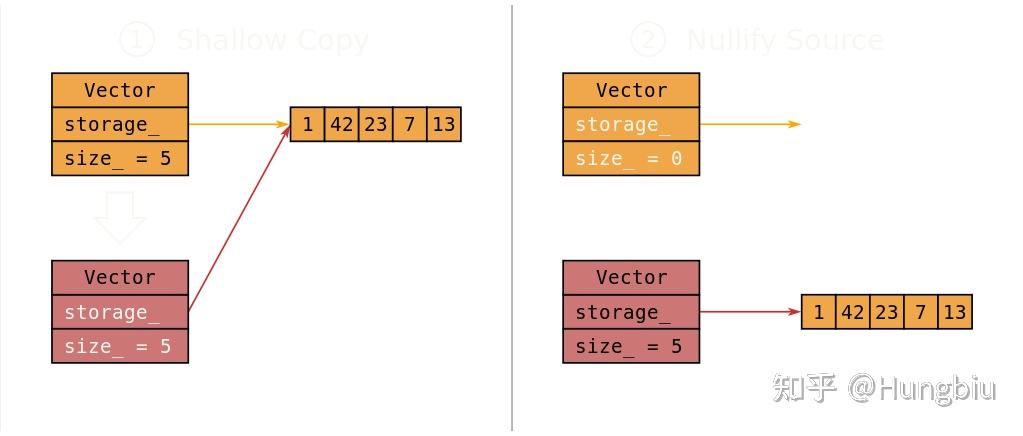 ① Shallow Copy
Vector
storage_
size_ = 5
1 42 23 7 13
Vector
storage_
size_ = 5
② Nullify Source
Vector
storage_
size_ = 0
Vector
storage_
size_ = 5
1 42 23 7 13
知乎 @Hungbiu